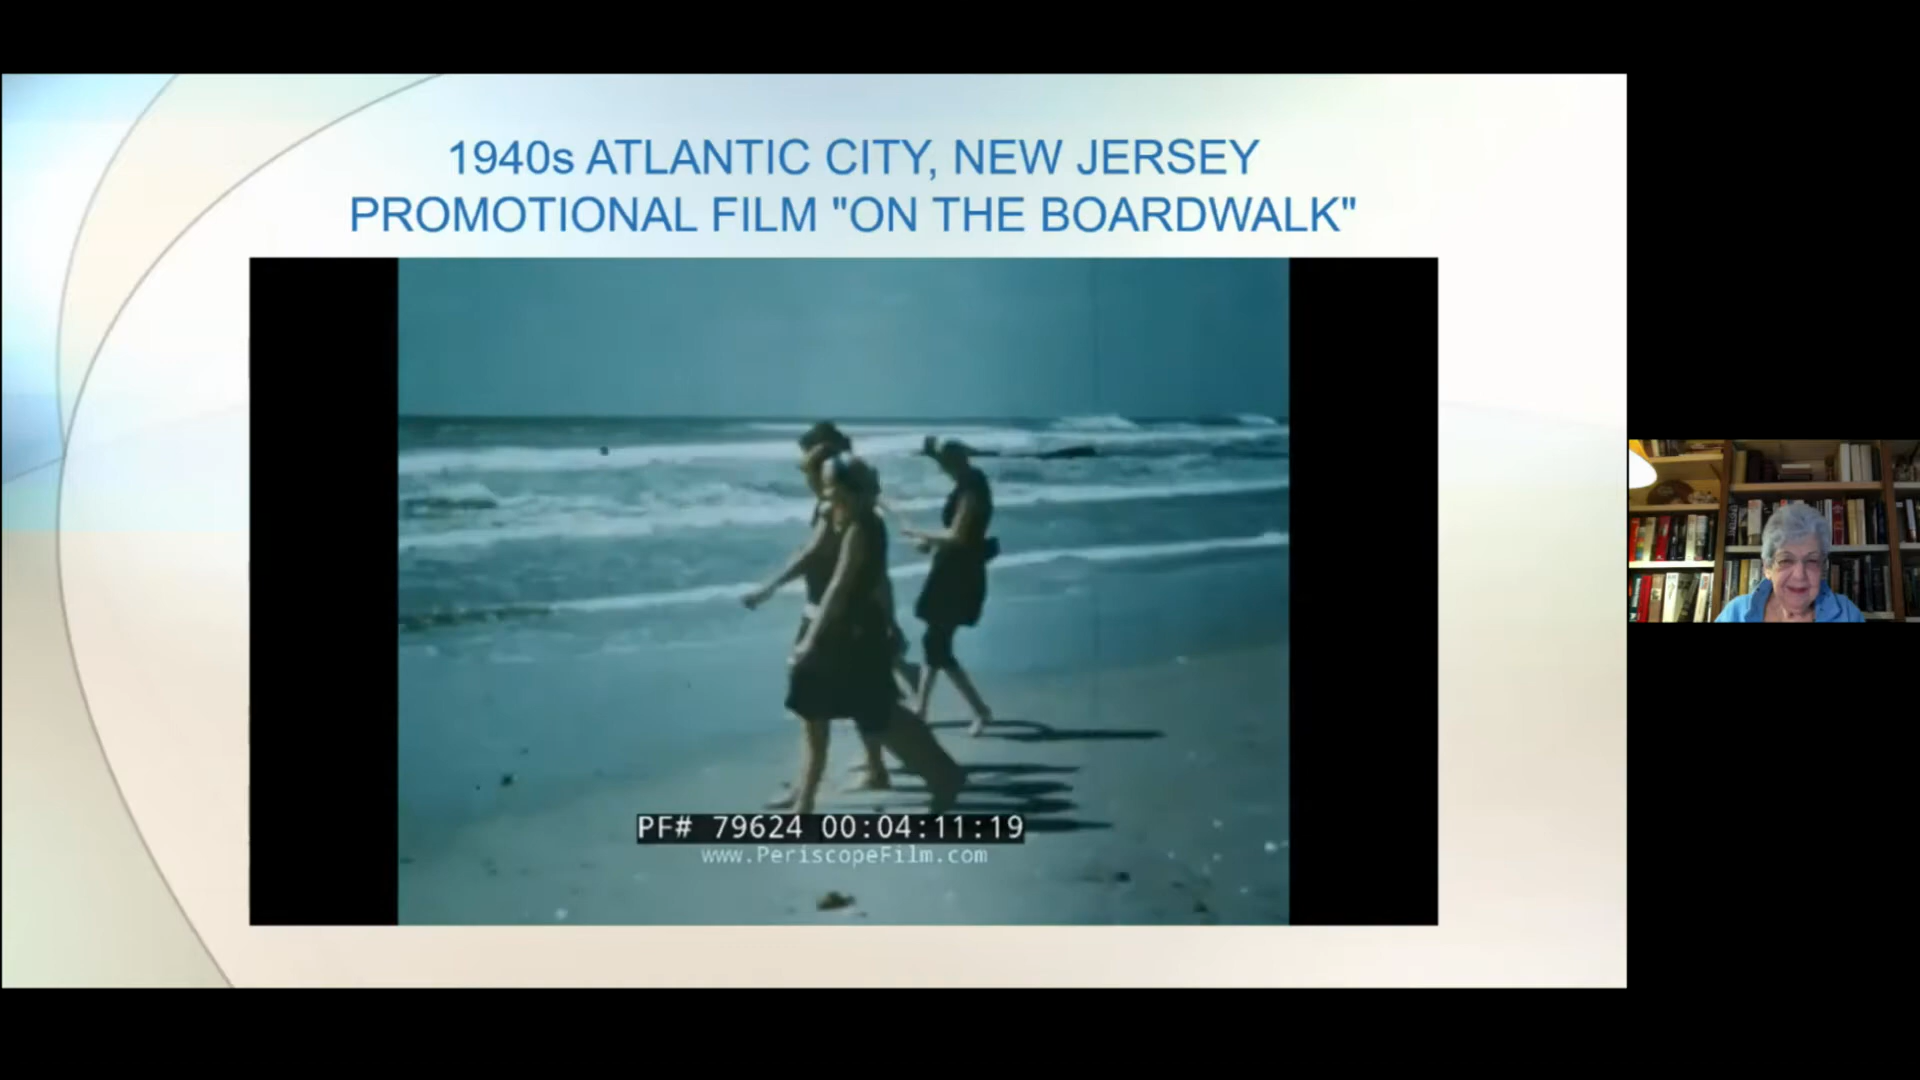 1940s ATLANTIC CITY, NEW JERSEY
PROMOTIONAL FILM "ON THE BOARDWALK"
PF# 79624 00:04:11:19
www.PeriscopeFilm.com